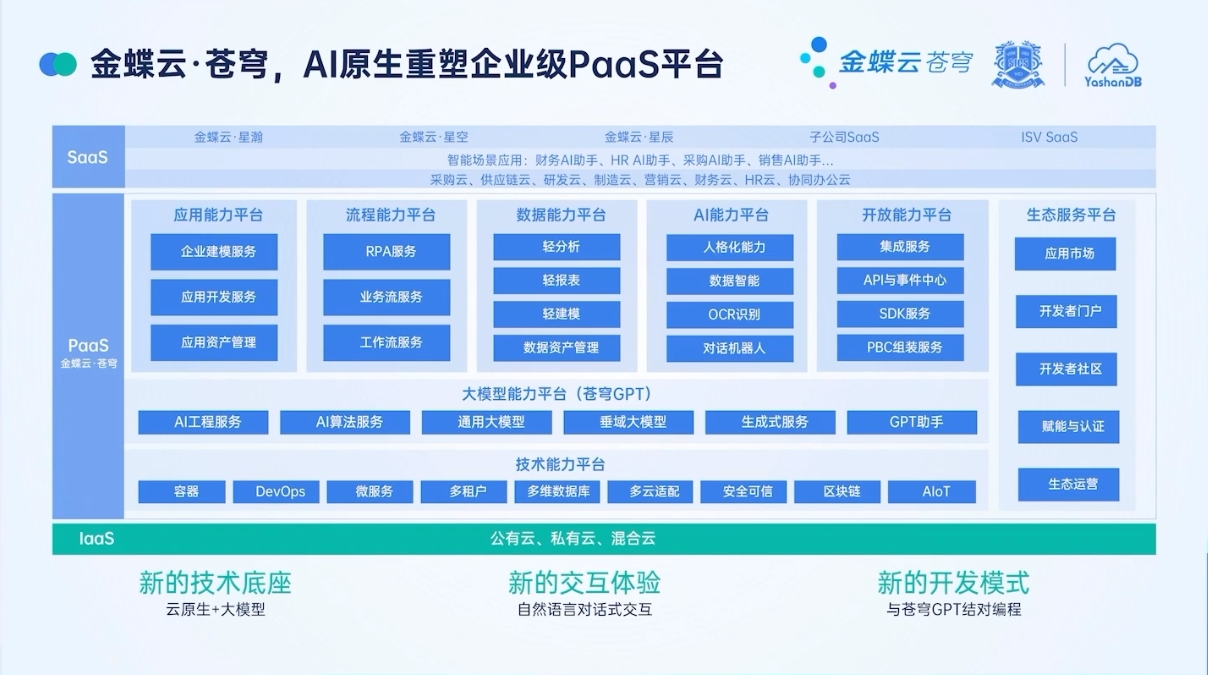 金蝶云·苍穹，AI原生重塑企业级PaaS平台
金蝶云苍穹
YashanDB
SaaS
金蝶云·星瀚 金蝶云·星空 金蝶云·星辰 子公司SaaS ISV SaaS
智能场景应用：财务AI助手、HR AI助手、采购AI助手、销售AI助手...
采购云、供应链云、研发云、制造云、营销云、财务云、HR云、协同办公云
PaaS
金蝶云·苍穹
应用能力平台
企业建模服务
应用开发服务
应用资产管理
流程能力平台
RPA服务
业务流服务
工作流服务
数据能力平台
轻分析
轻报表
轻建模
数据资产管理
AI能力平台
人格化能力
数据智能
OCR识别
对话机器人
开放能力平台
集成服务
API与事件中心
SDK服务
PBC组装服务
生态服务平台
应用市场
开发者门户
开发者社区
赋能与认证
生态运营
大模型能力平台（苍穹GPT）
AI工程服务 AI算法服务 通用大模型 垂域大模型 生成式服务 GPT助手
技术能力平台
容器 DevOps 微服务 多租户 多维数据库 多云适配 安全可信 区块链 AIoT
IaaS 公有云、私有云、混合云
新的技术底座
云原生+大模型
新的交互体验
自然语言对话式交互
新的开发模式
与苍穹GPT结对编程